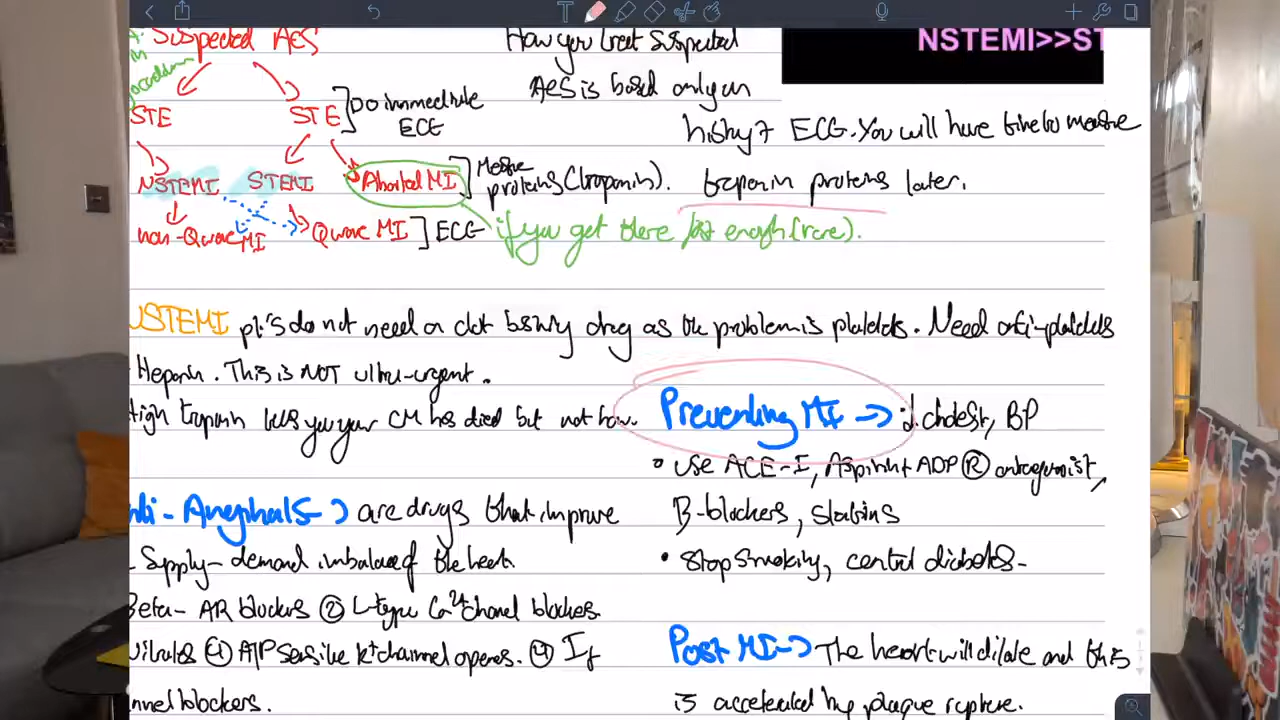 Suspected ACS
How you treat suspected
NSTEMI>>ST
ACS is based only on
history & ECG. You will have time to measure
troponin proteins later.
STE
STE
Do immediate
ECG
NSTEMI
STEMI
Aborted MI
Measure
proteins (troponin).
non-Qwave MI
Q wave MI
ECG
if you get there fast enough (rare).
NSTEMI pt's do not need a clot busting drug as the problem is platelets. Need anti-platelets
Heparin. This is NOT ultra-urgent.
High troponin tells you your CM has died but not how.
Preventing MI → ↓. cholest, BP
• Use ACE-I, Aspirin + ADP Ⓡ antagonist,
B-blockers, statins
• Stop smoking, control diabetes-
Anginals → are drugs that improve
Supply-demand imbalance of the heart.
Beta-AR blockers ② L-type Ca²⁺ channel blockers
ATP sensitive K+ channel openers. ④ If
nnel blockers.
Post MI → The heart will dilate and this
is accelerated by plaque rupture.